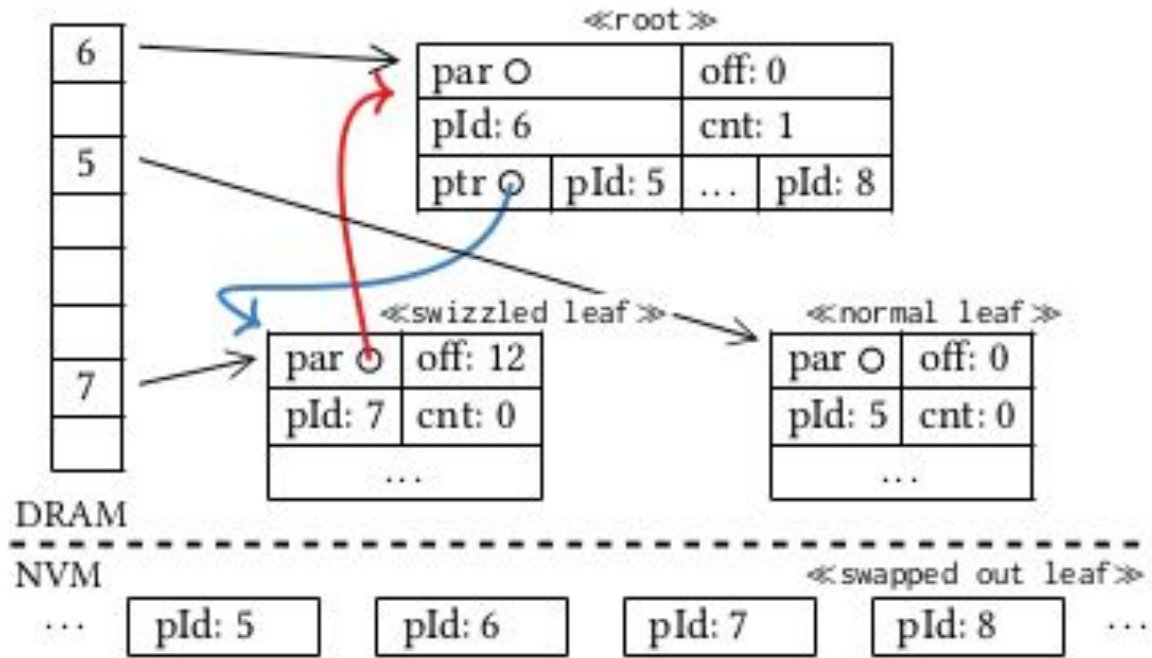 ≪root≫
6
par off: 0
pId: 6 cnt: 1
5
ptr pId: 5 ... pId: 8
≪swizzled leaf≫ ≪normal leaf≫
par off: 12 par off: 0
7
pId: 7 cnt: 0 pId: 5 cnt: 0
... ...
DRAM
NVM ≪swapped out leaf≫
... pId: 5 pId: 6 pId: 7 pId: 8 ...